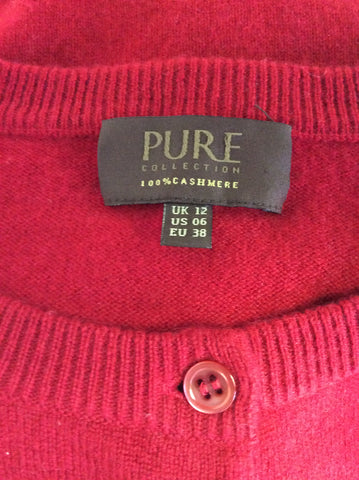 PURE
COLLECTION
100% CASHMERE
UK 12
US 06
EU 38